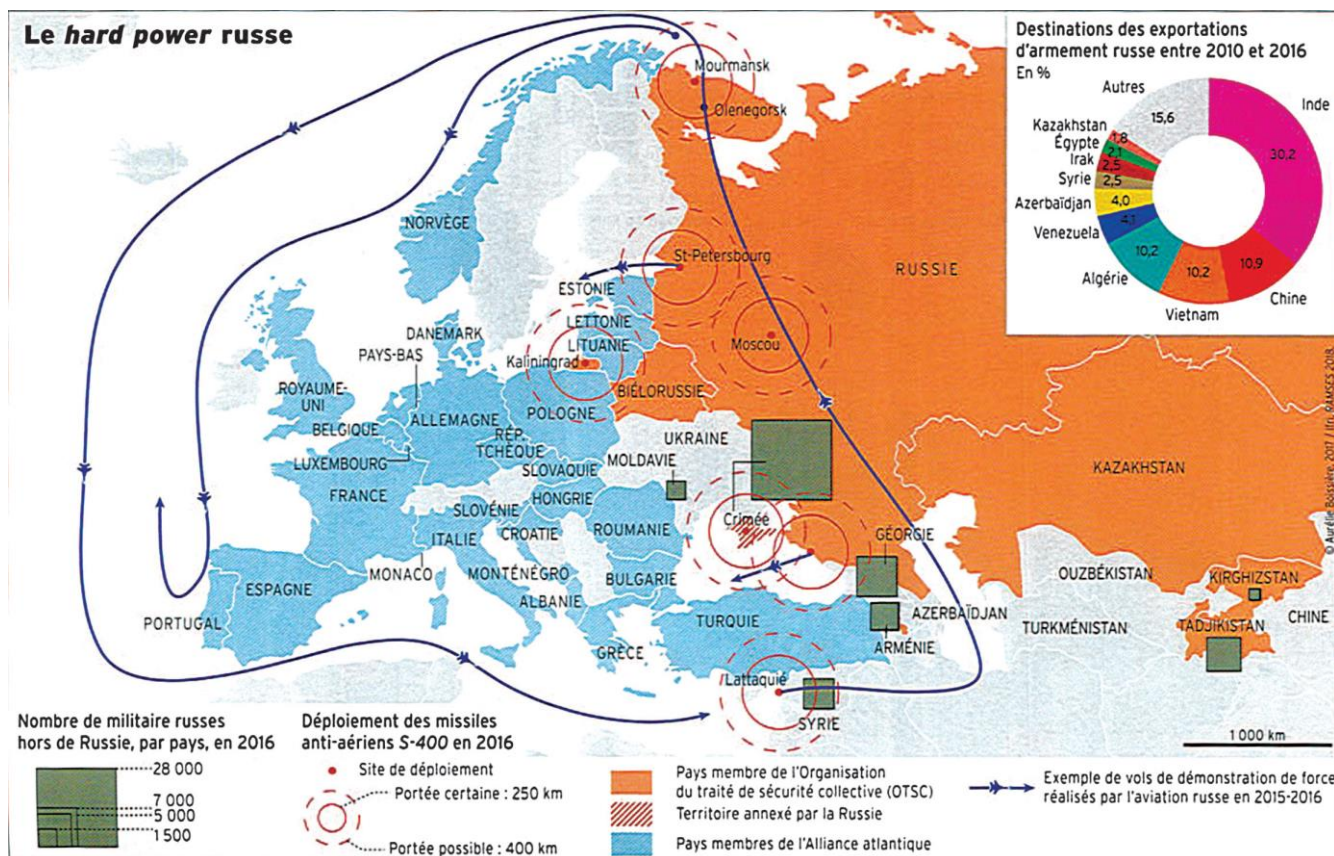 Le hard power russe
Destinations des exportations
d'armement russe entre 2010 et 2016
En %
Autres
Inde
Kazakhstan
Égypte
Irak
Syrie
Azerbaïdjan
Venezuela
Algérie
Vietnam
Chine
15,6
30,2
1,8
2,1
2,5
2,5
4,0
4,1
10,2
10,2
10,9
Mourmansk
Olenegorsk
NORVÈGE
St-Petersbourg
RUSSIE
ESTONIE
LETTONIE
DANEMARK
LITUANIE
Moscou
PAYS-BAS
Kaliningrad
ROYAUME-
UNI
BIÉLORUSSIE
ALLEMAGNE
POLOGNE
BELGIQUE
RÉP.
TCHÈQUE
UKRAINE
LUXEMBOURG
SLOVAQUIE
MOLDAVIE
KAZAKHSTAN
FRANCE
HONGRIE
SLOVÉNIE
Crimée
CROATIE
ROUMANIE
ITALIE
GÉORGIE
MONACO
MONTÉNÉGRO
OUZBÉKISTAN
KIRGHIZSTAN
ESPAGNE
BULGARIE
ALBANIE
AZERBAÏDJAN
CHINE
PORTUGAL
TURQUIE
TURKMÉNISTAN
TADJIKISTAN
GRÈCE
ARMÉNIE
Lattaquié
SYRIE
© Aurélie Boissière, 2017 / Ifri, RAMSES 2018
1 000 km
Nombre de militaire russes
hors de Russie, par pays, en 2016
28 000
7 000
5 000
1 500
Déploiement des missiles
anti-aériens S-400 en 2016
Site de déploiement
Portée certaine : 250 km
Portée possible : 400 km
Pays membre de l'Organisation
du traité de sécurité collective (OTSC)
Territoire annexé par la Russie
Pays membres de l'Alliance atlantique
Exemple de vols de démonstration de force
réalisés par l'aviation russe en 2015-2016